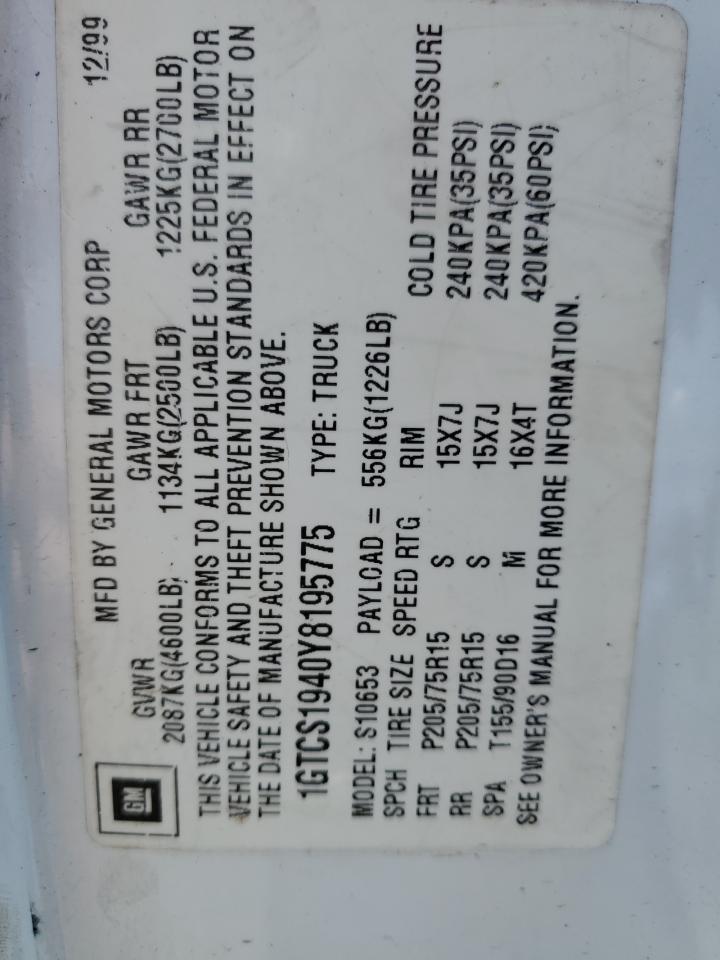 GM
MFD BY GENERAL MOTORS CORP 12/99
GVWR GAWR FRT GAWR RR
2087KG(4600LB) 1134KG(2500LB) 1225KG(2700LB)
THIS VEHICLE CONFORMS TO ALL APPLICABLE U.S. FEDERAL MOTOR
VEHICLE SAFETY AND THEFT PREVENTION STANDARDS IN EFFECT ON
THE DATE OF MANUFACTURE SHOWN ABOVE.
1GTCS1940Y8195775 TYPE: TRUCK
MODEL: S10653 PAYLOAD = 556KG(1226LB)
SPCH TIRE SIZE SPEED RTG RIM COLD TIRE PRESSURE
FRT P205/75R15 S 15X7J 240KPA(35PSI)
RR P205/75R15 S 15X7J 240KPA(35PSI)
SPA T155/90D16 M 16X4T 420KPA(60PSI)
SEE OWNER'S MANUAL FOR MORE INFORMATION.